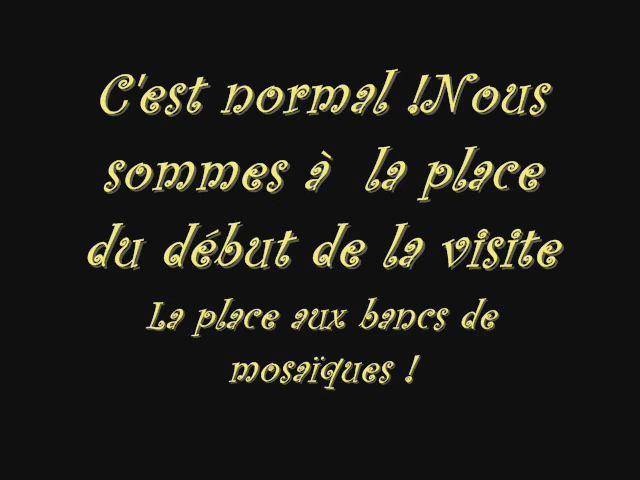 C'est normal !Nous
sommes à la place
du début de la visite
La place aux bancs de
mosaïques !